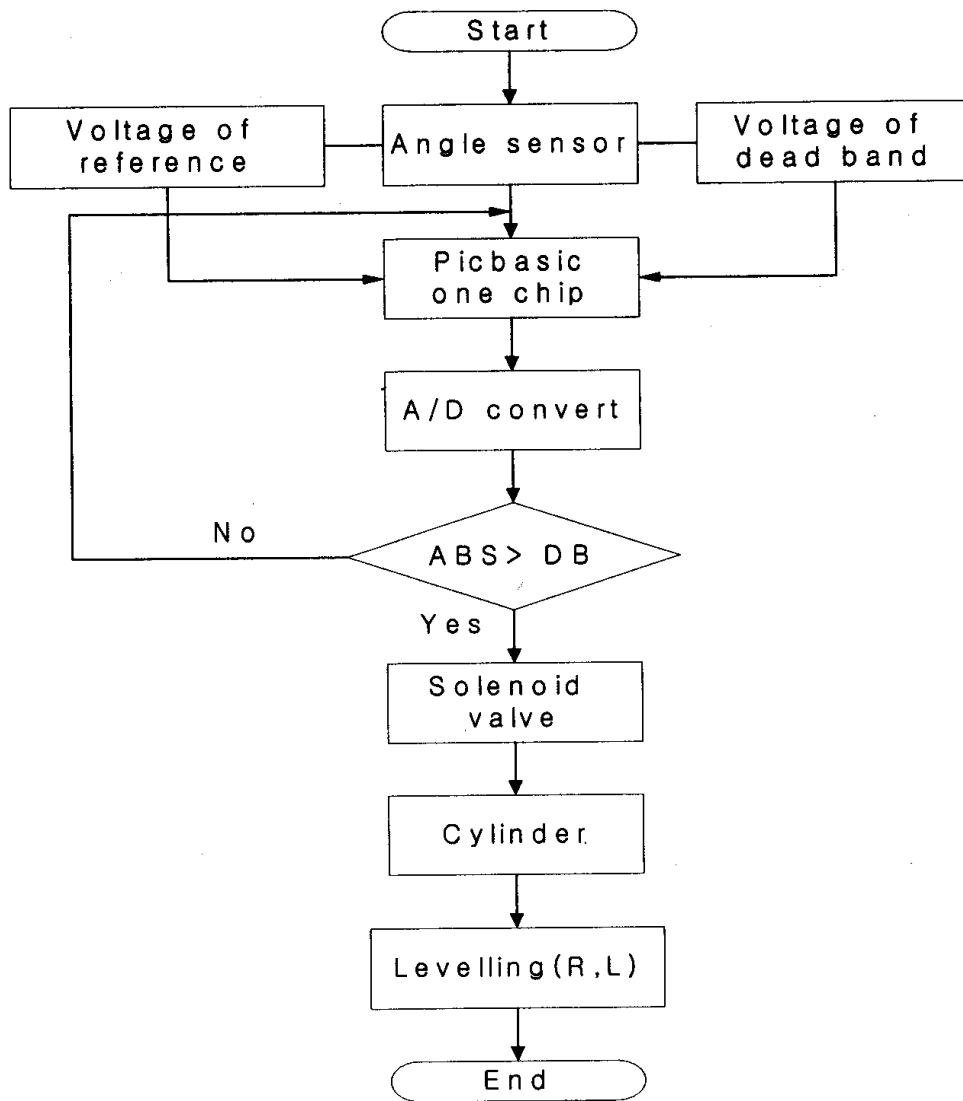 Start
Voltage of
reference
Angle sensor
Voltage of
dead band
Picbasic
one chip
A/D convert
No
ABS> DB
Yes
Solenoid
valve
Cylinder
Levelling(R,L)
End